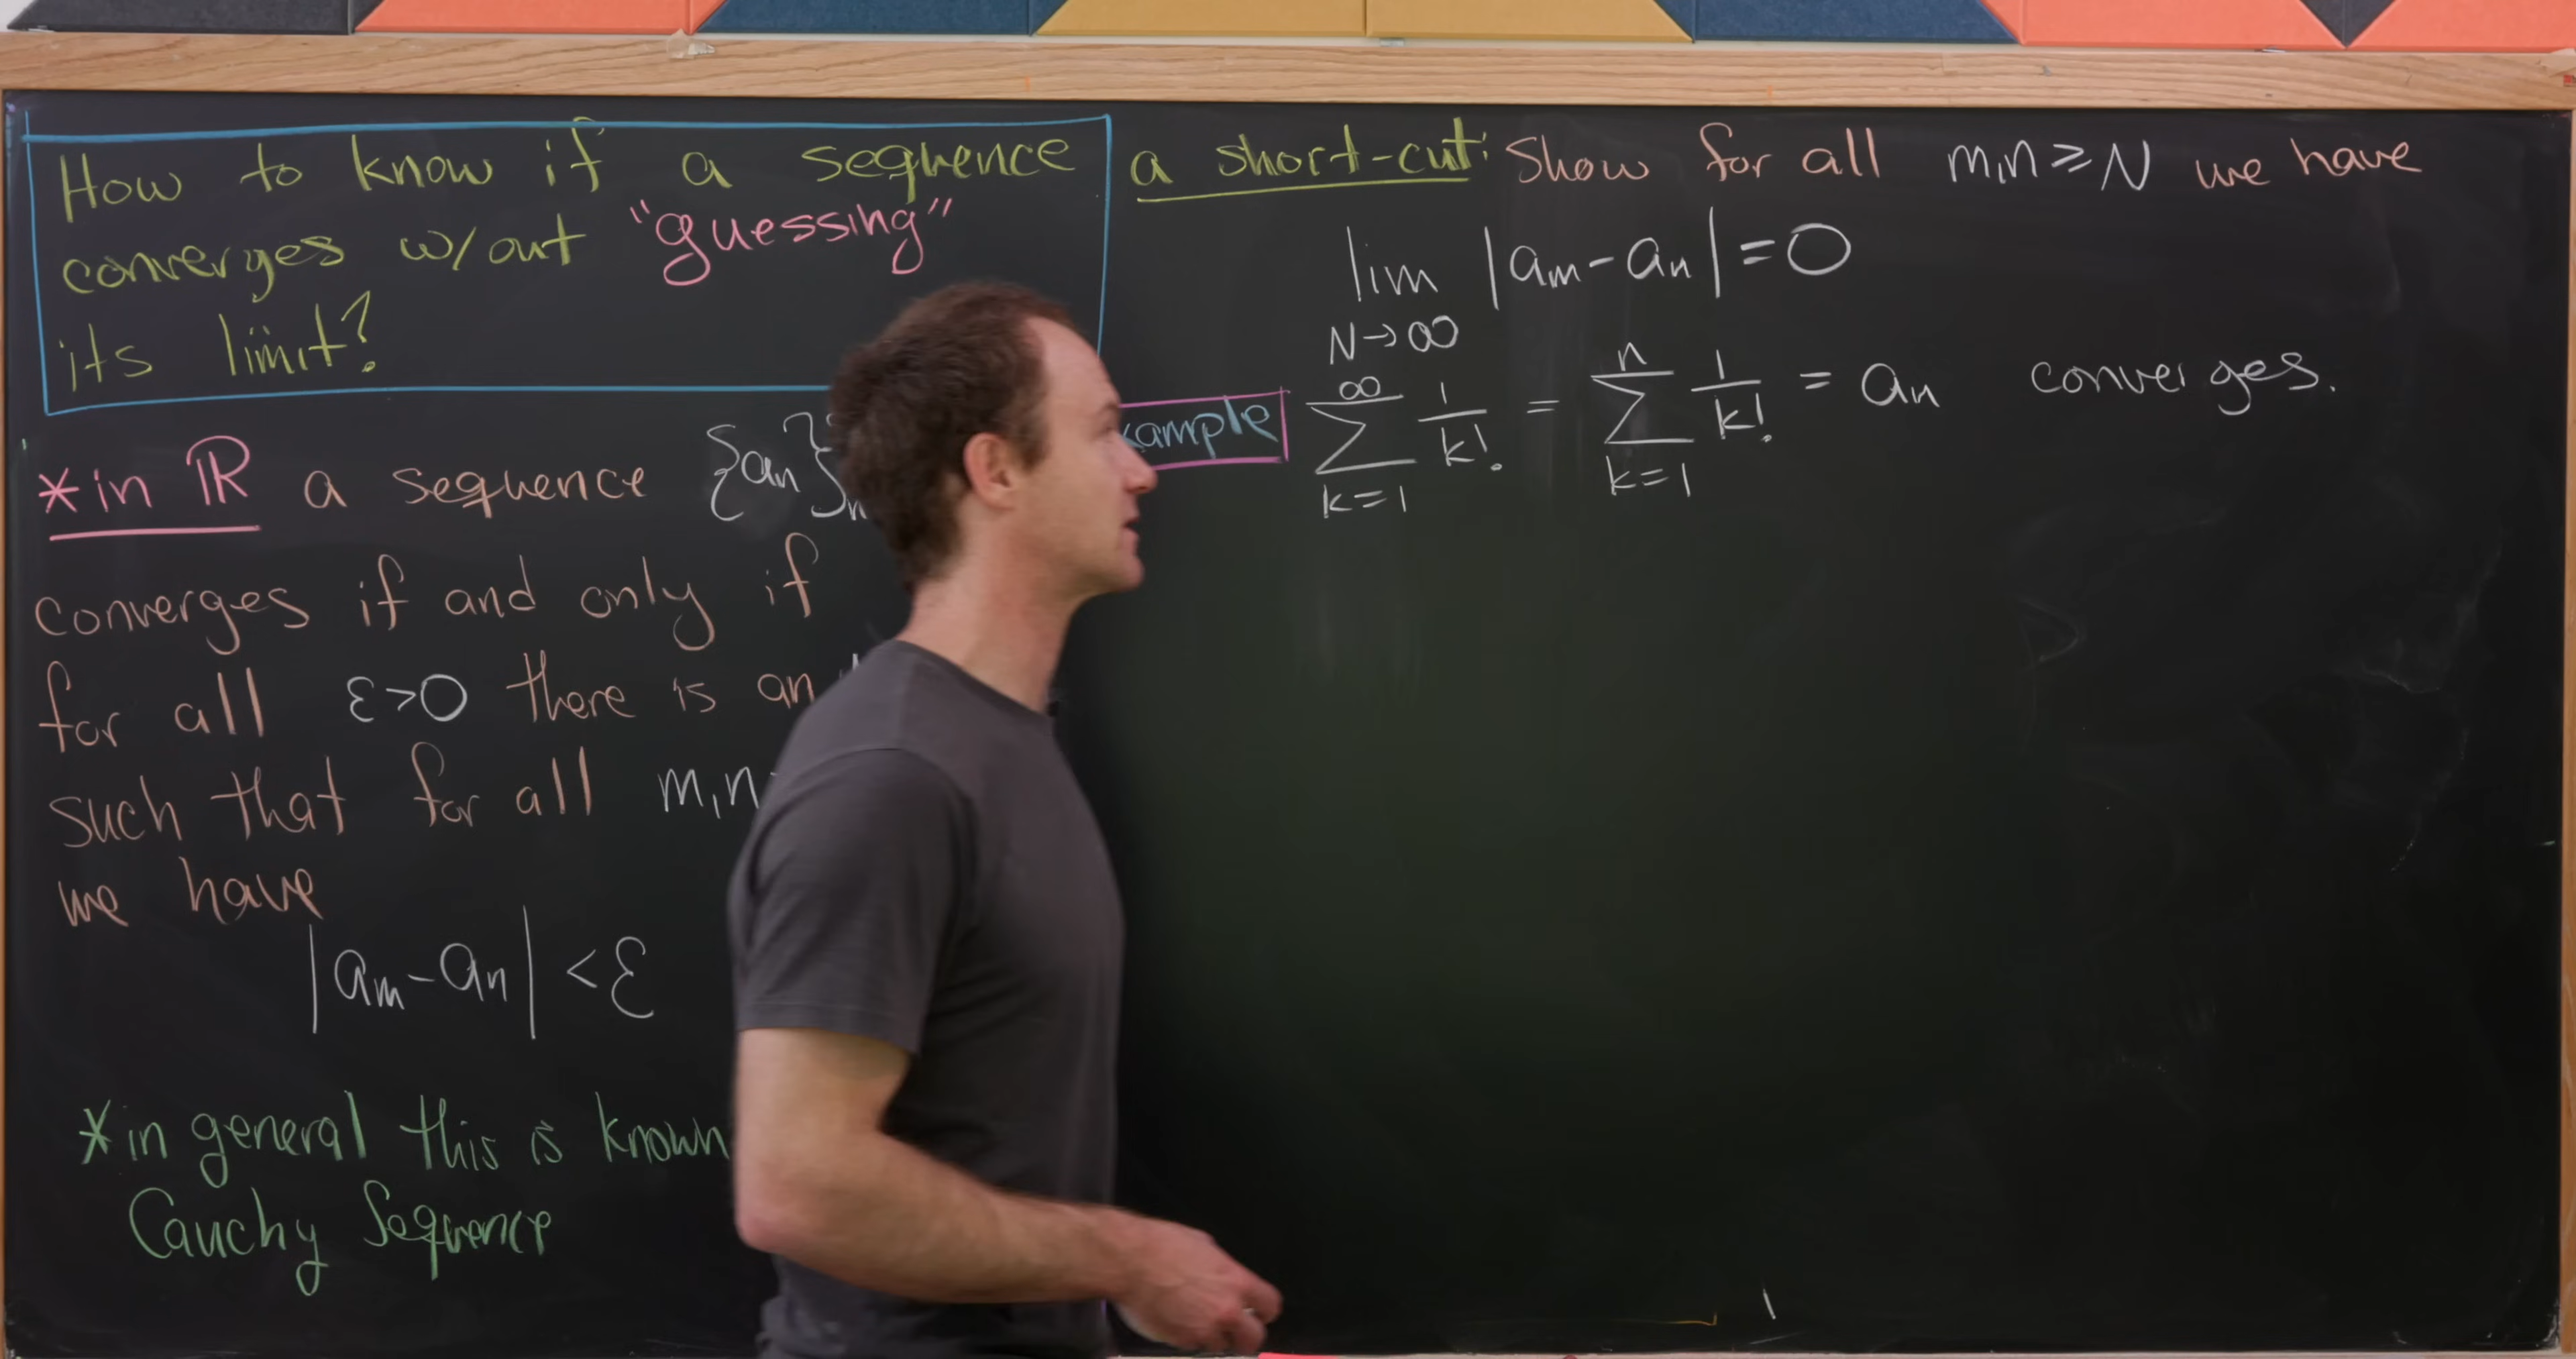 How to know if a sequence
converges w/out "guessing"
its limit?
*in ℝ a sequence {an}
converges if and only if
for all ε>0 there is an
such that for all m,n
we have
|am-an| <ε
*in general this is known
Cauchy Sequence
a short-cut: Show for all m,n ≥ N we have
lim |am-an| = 0
N→∞
xample ∞∑k=1 1/k! = n∑k=1 1/k! = an converges.